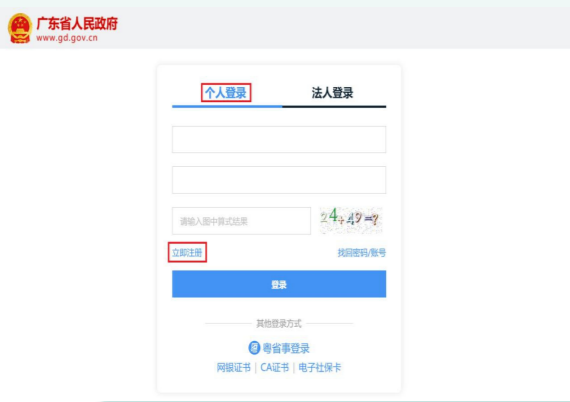 广东省人民政府
www.gd.gov.cn
个人登录 法人登录
请输入图中算式结果 24+49=?
立即注册 找回密码/账号
登录
其他登录方式
粤省事登录
网银证书 | CA证书 | 电子社保卡